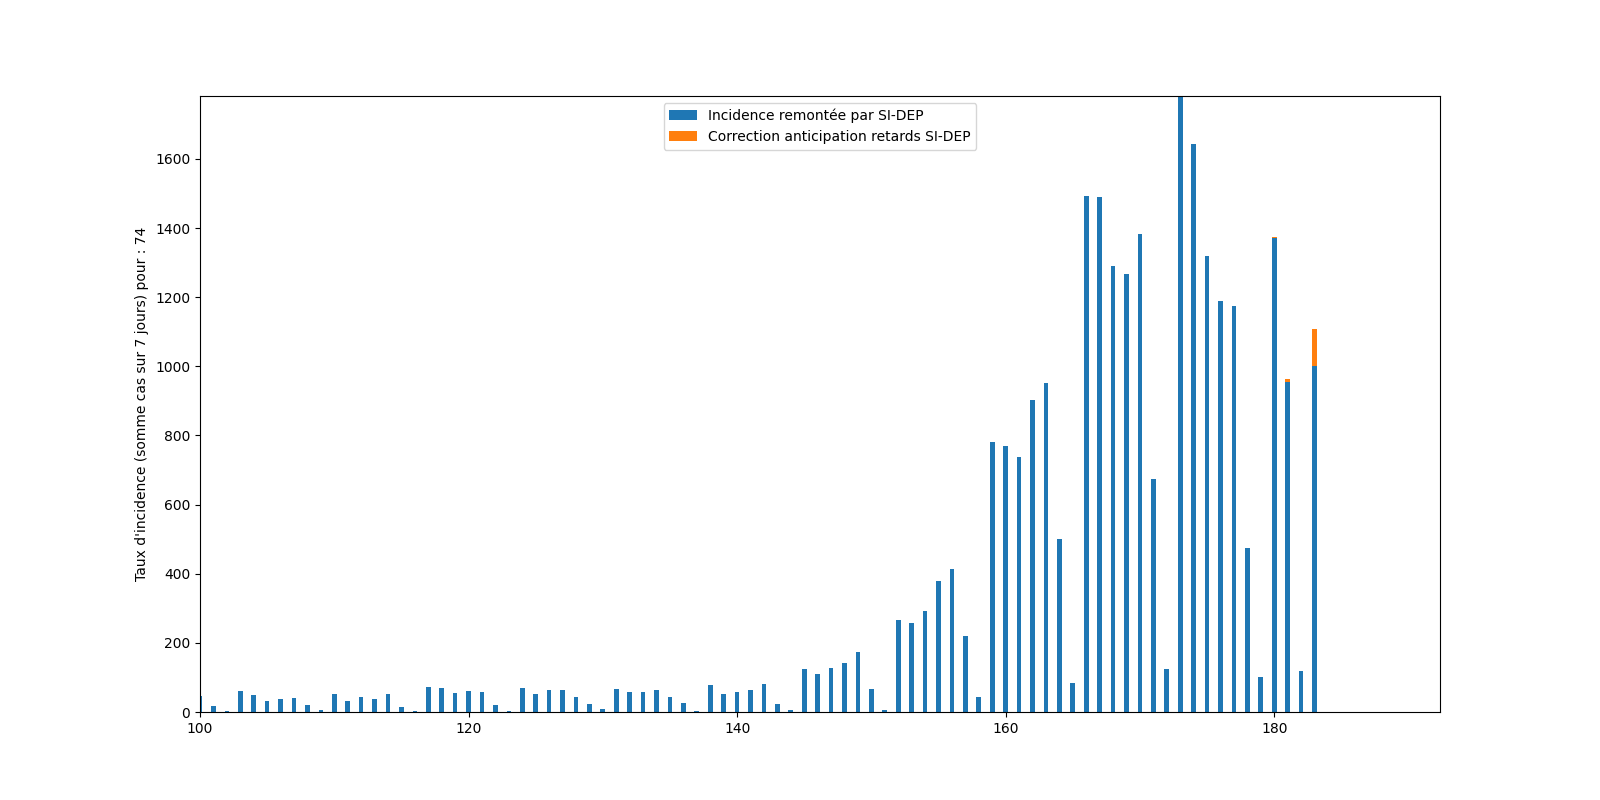 Incidence remontée par SI-DEP
Correction anticipation retards SI-DEP
Taux d'incidence (somme cas sur 7 jours) pour : 74
1600
1400
1200
1000
800
600
400
200
0
100 120 140 160 180